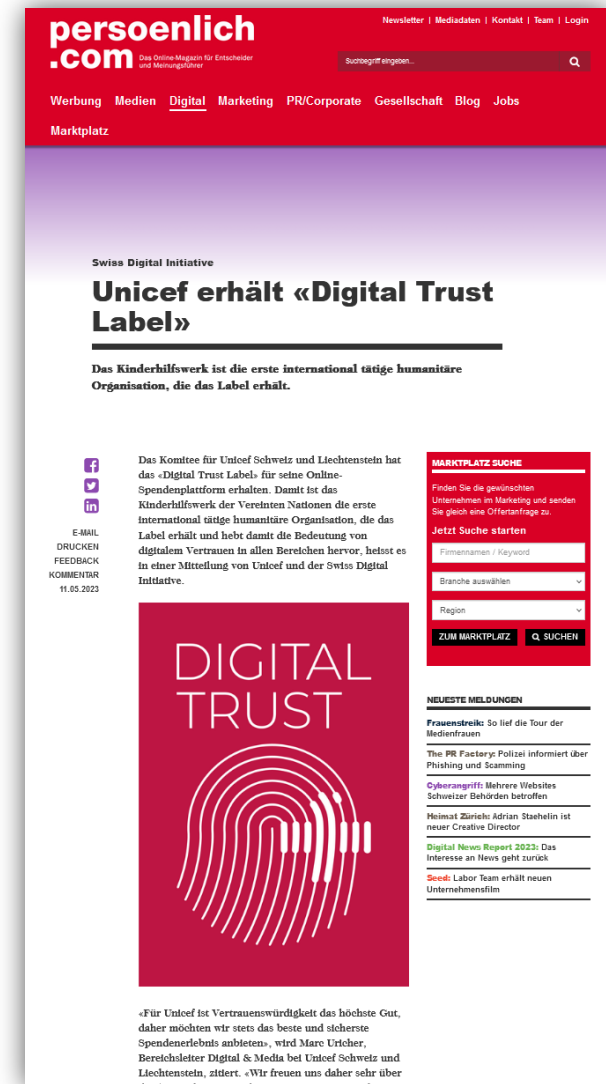 persoenlich
.com
Das Online-Magazin für Entscheider
und Meinungsführer
Newsletter | Mediadaten | Kontakt | Team | Login
Suchbegriff eingeben...
Werbung Medien Digital Marketing PR/Corporate Gesellschaft Blog Jobs
Marktplatz
Swiss Digital Initiative
Unicef erhält «Digital Trust
Label»
Das Kinderhilfswerk ist die erste international tätige humanitäre
Organisation, die das Label erhält.
E-MAIL
DRUCKEN
FEEDBACK
KOMMENTAR
11.05.2023
Das Komitee für Unicef Schweiz und Liechtenstein hat
das «Digital Trust Label» für seine Online-
Spendenplattform erhalten. Damit ist das
Kinderhilfswerk der Vereinten Nationen die erste
international tätige humanitäre Organisation, die das
Label erhält und hebt damit die Bedeutung von
digitalem Vertrauen in allen Bereichen hervor, heisst es
in einer Mitteilung von Unicef und der Swiss Digital
Initiative.
DIGITAL
TRUST
«Für Unicef ist Vertrauenswürdigkeit das höchste Gut,
daher möchten wir stets das beste und sicherste
Spendenerlebnis anbieten», wird Marc Uricher,
Bereichsleiter Digital & Media bei Unicef Schweiz und
Liechtenstein, zitiert. «Wir freuen uns daher sehr über
MARKTPLATZ SUCHE
Finden Sie die gewünschten
Unternehmen im Marketing und senden
Sie gleich eine Offertanfrage zu.
Jetzt Suche starten
Firmennamen / Keyword
Branche auswählen
Region
ZUM MARKTPLATZ SUCHEN
NEUESTE MELDUNGEN
Frauenstreik: So lief die Tour der
Medienfrauen
The PR Factory: Polizei informiert über
Phishing und Scamming
Cyberangriff: Mehrere Websites
Schweizer Behörden betroffen
Heimat Zürich: Adrian Staehelin ist
neuer Creative Director
Digital News Report 2023: Das
Interesse an News geht zurück
Seed: Labor Team erhält neuen
Unternehmensfilm